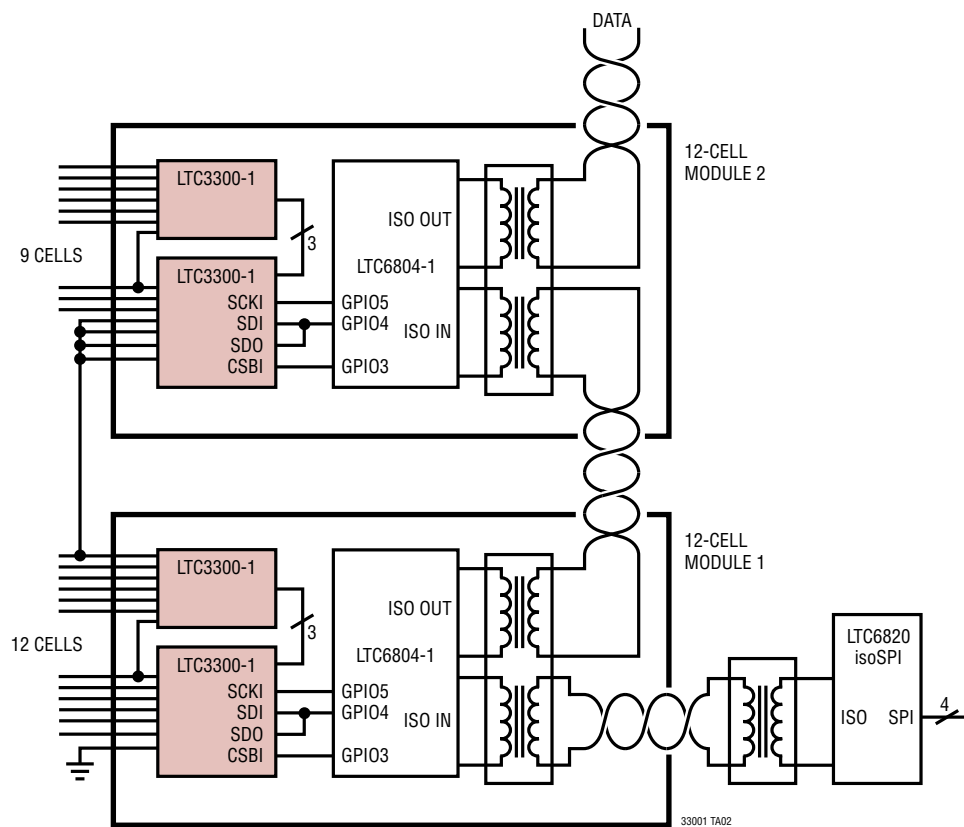 DATA
12-CELL
MODULE 2
LTC3300-1
ISO OUT
3
9 CELLS
LTC3300-1
LTC6804-1
SCKI
GPIO5
SDI
GPIO4
ISO IN
SDO
CSBI
GPIO3
12-CELL
MODULE 1
LTC3300-1
ISO OUT
3
12 CELLS
LTC3300-1
LTC6804-1
LTC6820
isoSPI
SCKI
GPIO5
SDI
GPIO4
ISO IN
ISO
SPI
4
SDO
CSBI
GPIO3
33001 TA02